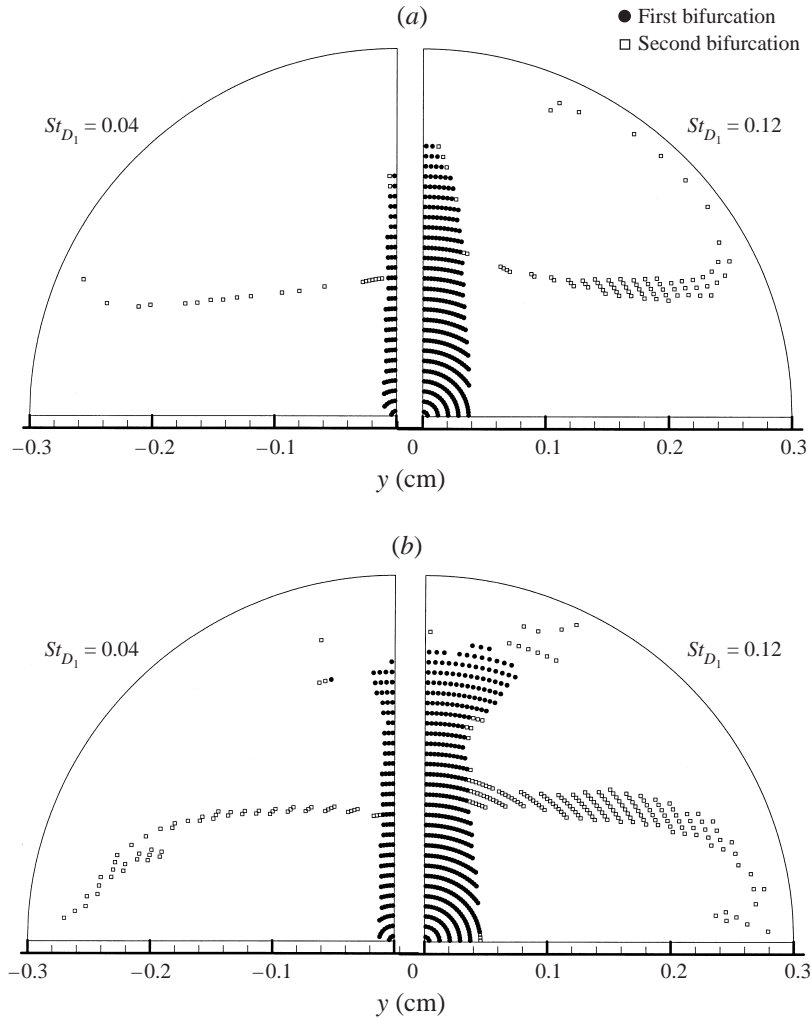 (a)
● First bifurcation
□ Second bifurcation
St_{D_1} = 0.04
St_{D_1} = 0.12
−0.3 −0.2 −0.1 0 0.1 0.2 0.3
y (cm)
(b)
St_{D_1} = 0.04
St_{D_1} = 0.12
−0.3 −0.2 −0.1 0 0.1 0.2 0.3
y (cm)